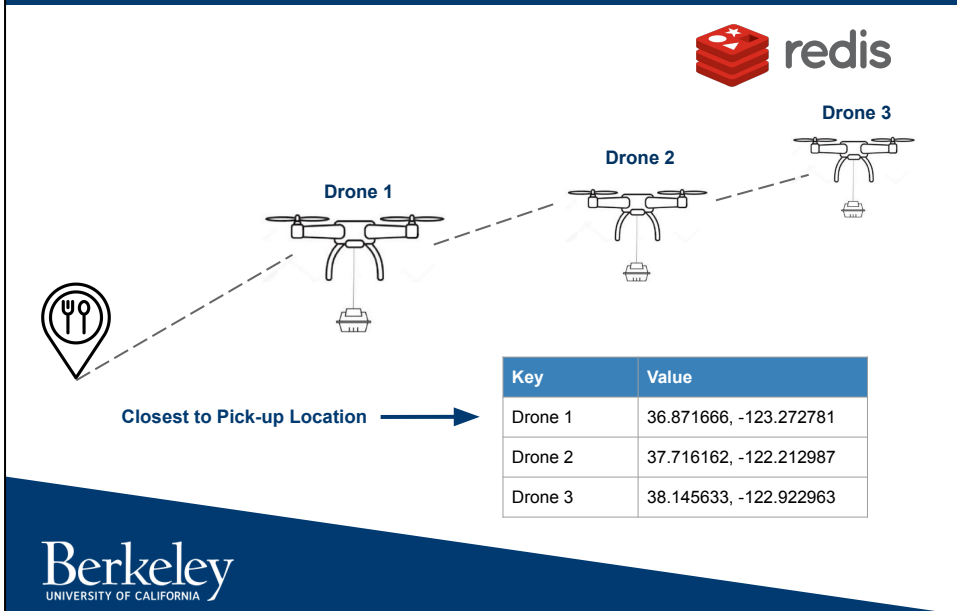 redis
Drone 3
Drone 2
Drone 1
Key Value
Closest to Pick-up Location
Drone 1 36.871666, -123.272781
Drone 2 37.716162, -122.212987
Drone 3 38.145633, -122.922963
Berkeley
UNIVERSITY OF CALIFORNIA